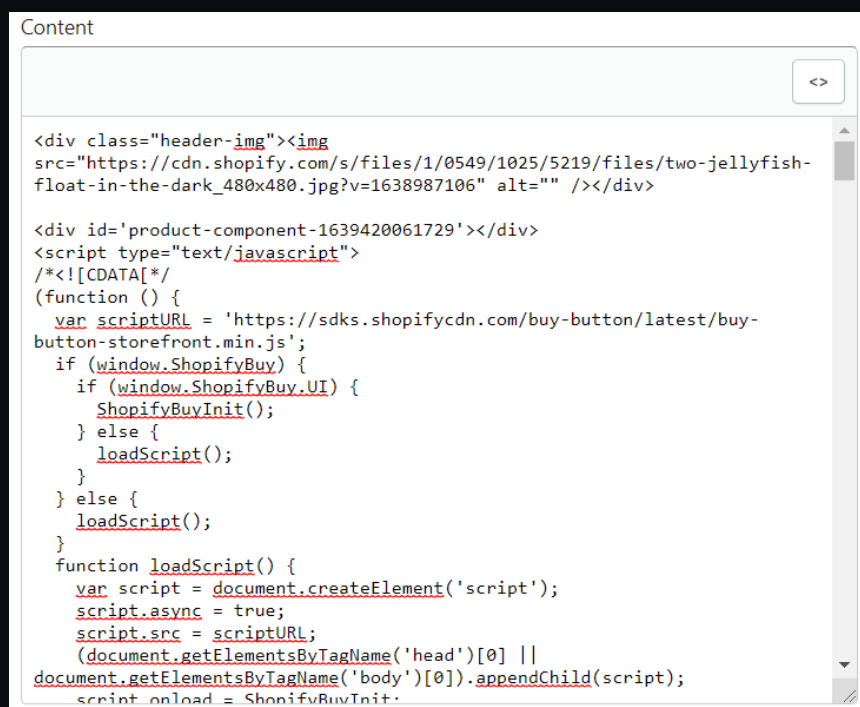 Content
<>
<div class="header-img"><img
src="https://cdn.shopify.com/s/files/1/0549/1025/5219/files/two-jellyfish-
float-in-the-dark_480x480.jpg?v=1638987106" alt="" /></div>
<div id='product-component-1639420061729'></div>
<script type="text/javascript">
/*<![CDATA[*/
(function () {
  var scriptURL = 'https://sdks.shopifycdn.com/buy-button/latest/buy-
button-storefront.min.js';
  if (window.ShopifyBuy) {
    if (window.ShopifyBuy.UI) {
      ShopifyBuyInit();
    } else {
      loadScript();
    }
  } else {
    loadScript();
  }
  function loadScript() {
    var script = document.createElement('script');
    script.async = true;
    script.src = scriptURL;
    (document.getElementsByTagName('head')[0] ||
document.getElementsByTagName('body')[0]).appendChild(script);
    script.onload = ShopifyBuyInit;